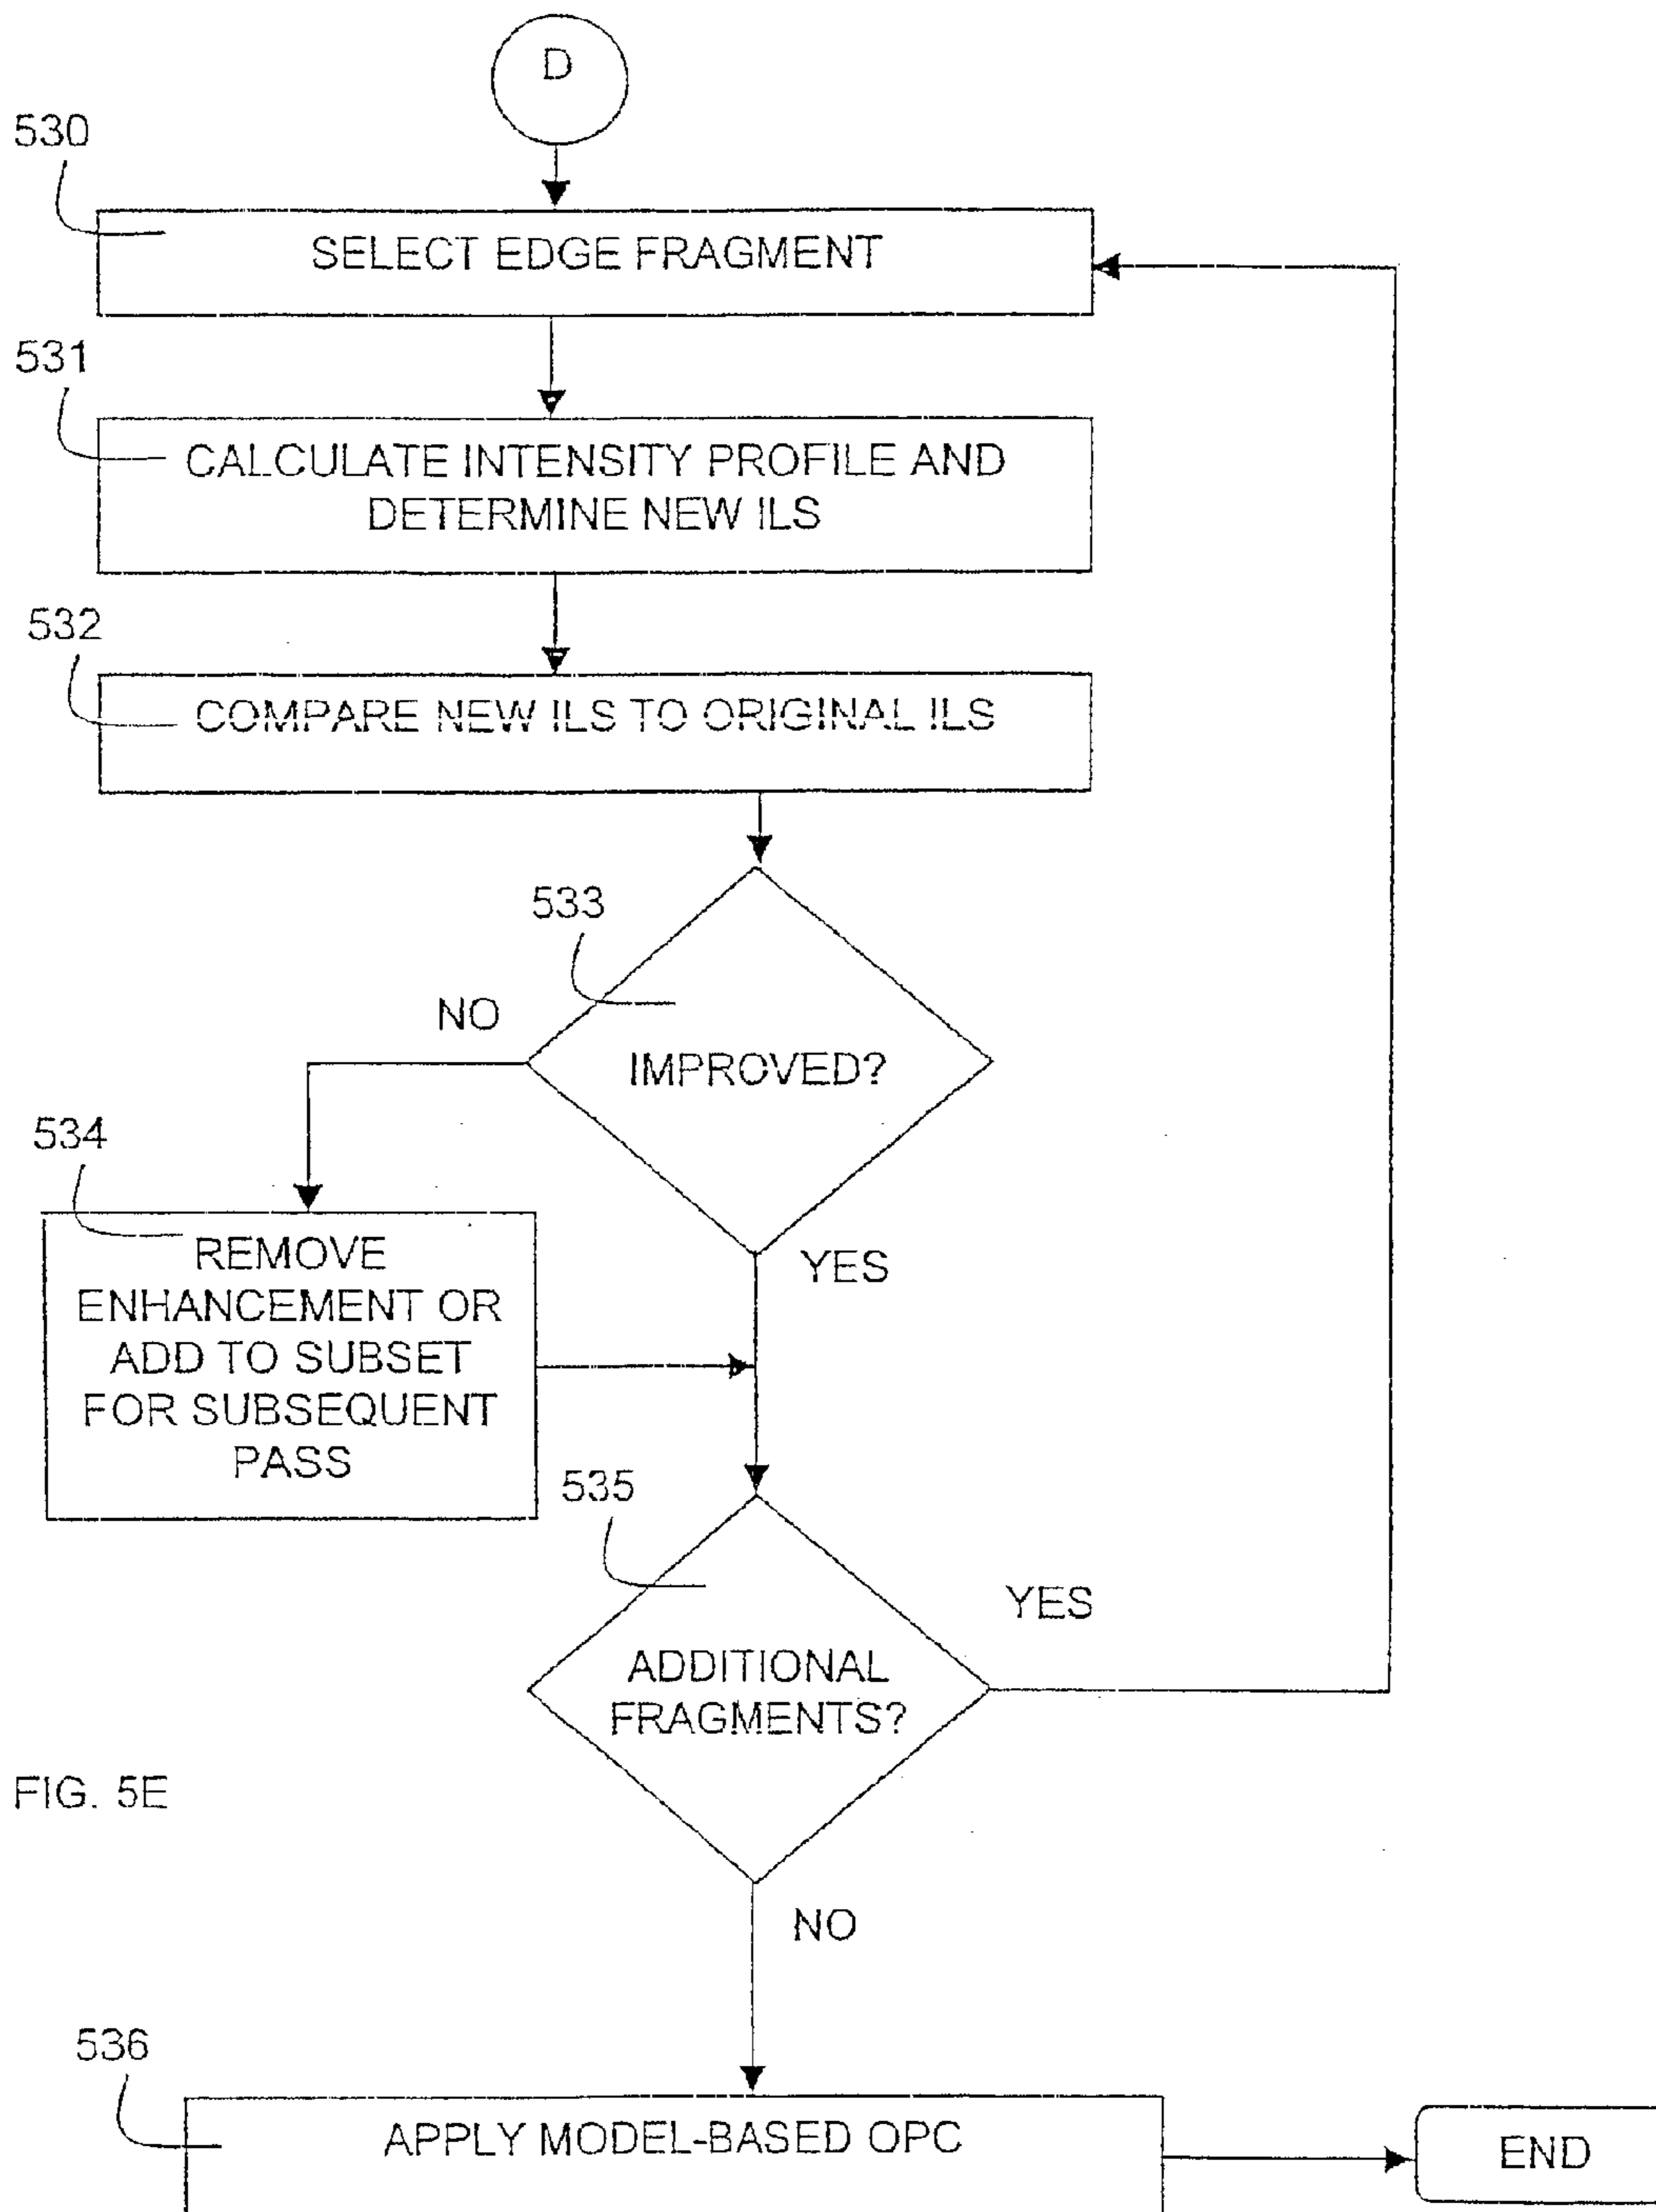 D
530
SELECT EDGE FRAGMENT
531
CALCULATE INTENSITY PROFILE AND
DETERMINE NEW ILS
532
COMPARE NEW ILS TO ORIGINAL ILS
533
NO
IMPROVED?
534
YES
REMOVE
ENHANCEMENT OR
ADD TO SUBSET
FOR SUBSEQUENT
PASS
535
YES
ADDITIONAL
FRAGMENTS?
FIG. 5E
NO
536
APPLY MODEL-BASED OPC
END